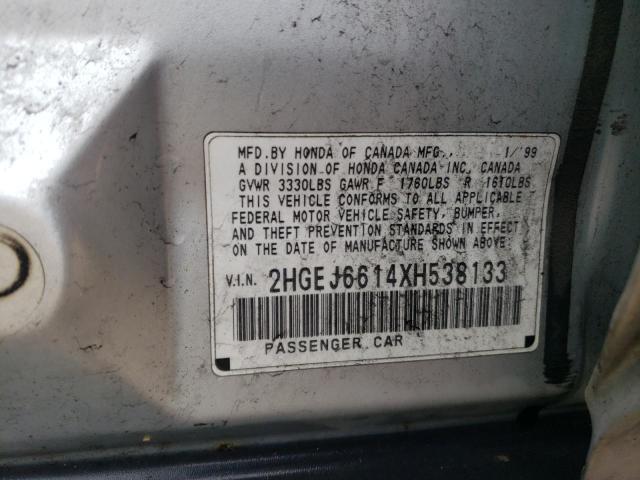 MFD. BY HONDA OF CANADA MFG., 1/'99
A DIVISION OF HONDA CANADA INC, CANADA
GVWR 3330LBS GAWR F 1760LBS R 1610LBS
THIS VEHICLE CONFORMS TO ALL APPLICABLE
FEDERAL MOTOR VEHICLE SAFETY, BUMPER,
AND THEFT PREVENTION STANDARDS IN EFFECT
ON THE DATE OF MANUFACTURE SHOWN ABOVE.
V.I.N. 2HGEJ6614XH538133
PASSENGER CAR